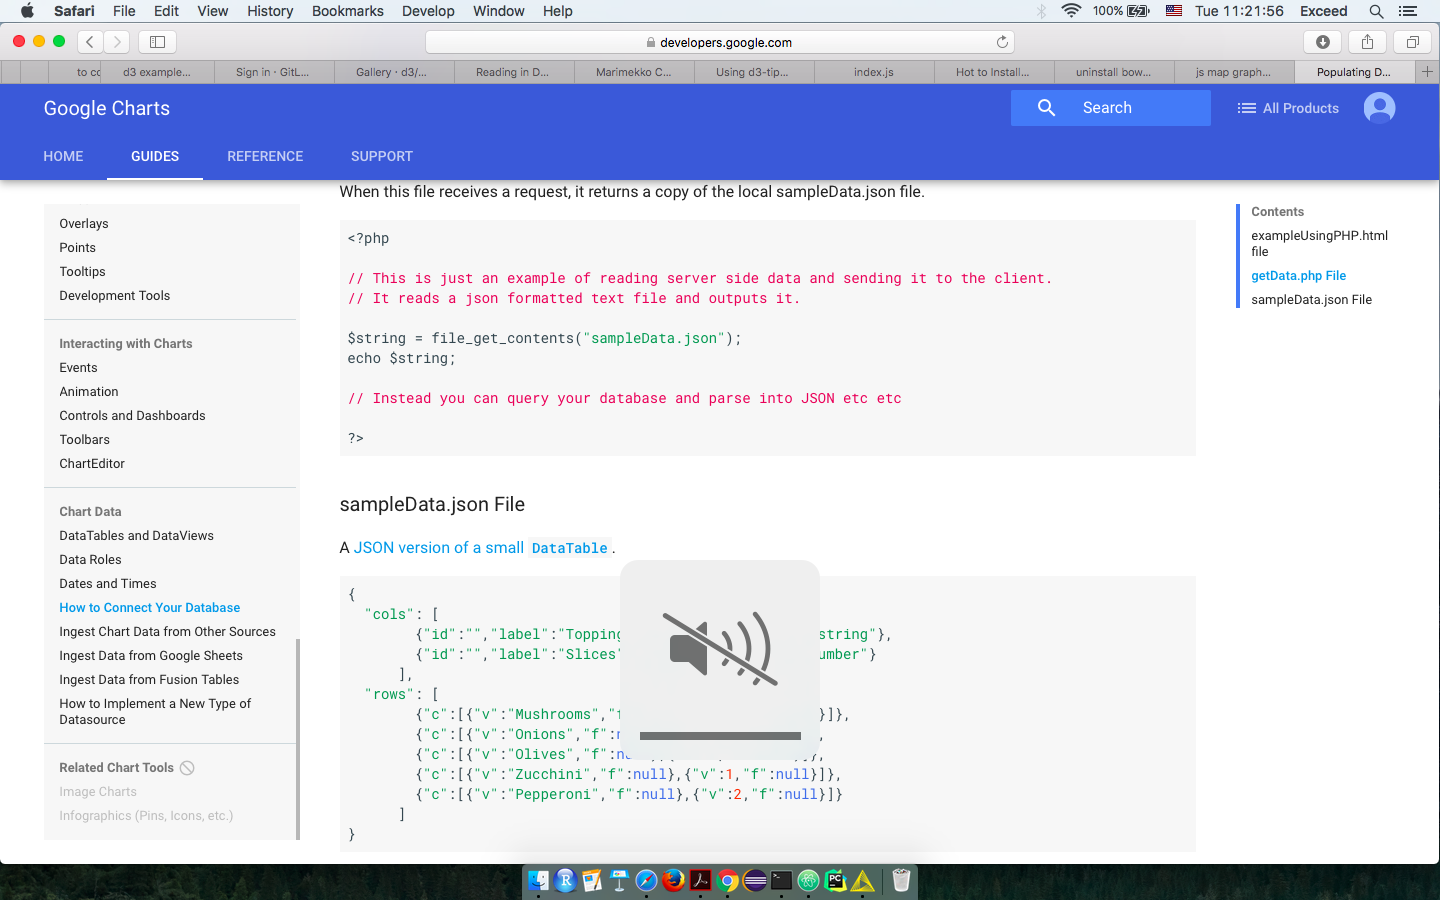 Safari File Edit View History Bookmarks Develop Window Help 100% Tue 11:21:56 Exceed
developers.google.com
to co d3 example... Sign in · GitL... Gallery · d3/... Reading in D... Marimekko C... Using d3-tip... index.js Hot to Install... uninstall bow... js map graph... Populating D...
Google Charts Search All Products
HOME GUIDES REFERENCE SUPPORT
Overlays
Points
Tooltips
Development Tools
Interacting with Charts
Events
Animation
Controls and Dashboards
Toolbars
ChartEditor
Chart Data
DataTables and DataViews
Data Roles
Dates and Times
How to Connect Your Database
Ingest Chart Data from Other Sources
Ingest Data from Google Sheets
Ingest Data from Fusion Tables
How to Implement a New Type of
Datasource
Related Chart Tools
Image Charts
Infographics (Pins, Icons, etc.)
When this file receives a request, it returns a copy of the local sampleData.json file.
<?php
// This is just an example of reading server side data and sending it to the client.
// It reads a json formatted text file and outputs it.
$string = file_get_contents("sampleData.json");
echo $string;
// Instead you can query your database and parse into JSON etc etc
?>
sampleData.json File
A JSON version of a small DataTable.
{
"cols": [
{"id":"","label":"Topping string"},
{"id":"","label":"Slices" umber"}
],
"rows": [
{"c":[{"v":"Mushrooms"," }]},
{"c":[{"v":"Onions","f":n ,
{"c":[{"v":"Olives","f":nu
{"c":[{"v":"Zucchini","f":null},{"v":1,"f":null}]},
{"c":[{"v":"Pepperoni","f":null},{"v":2,"f":null}]}
]
}
Contents
exampleUsingPHP.html
file
getData.php File
sampleData.json File